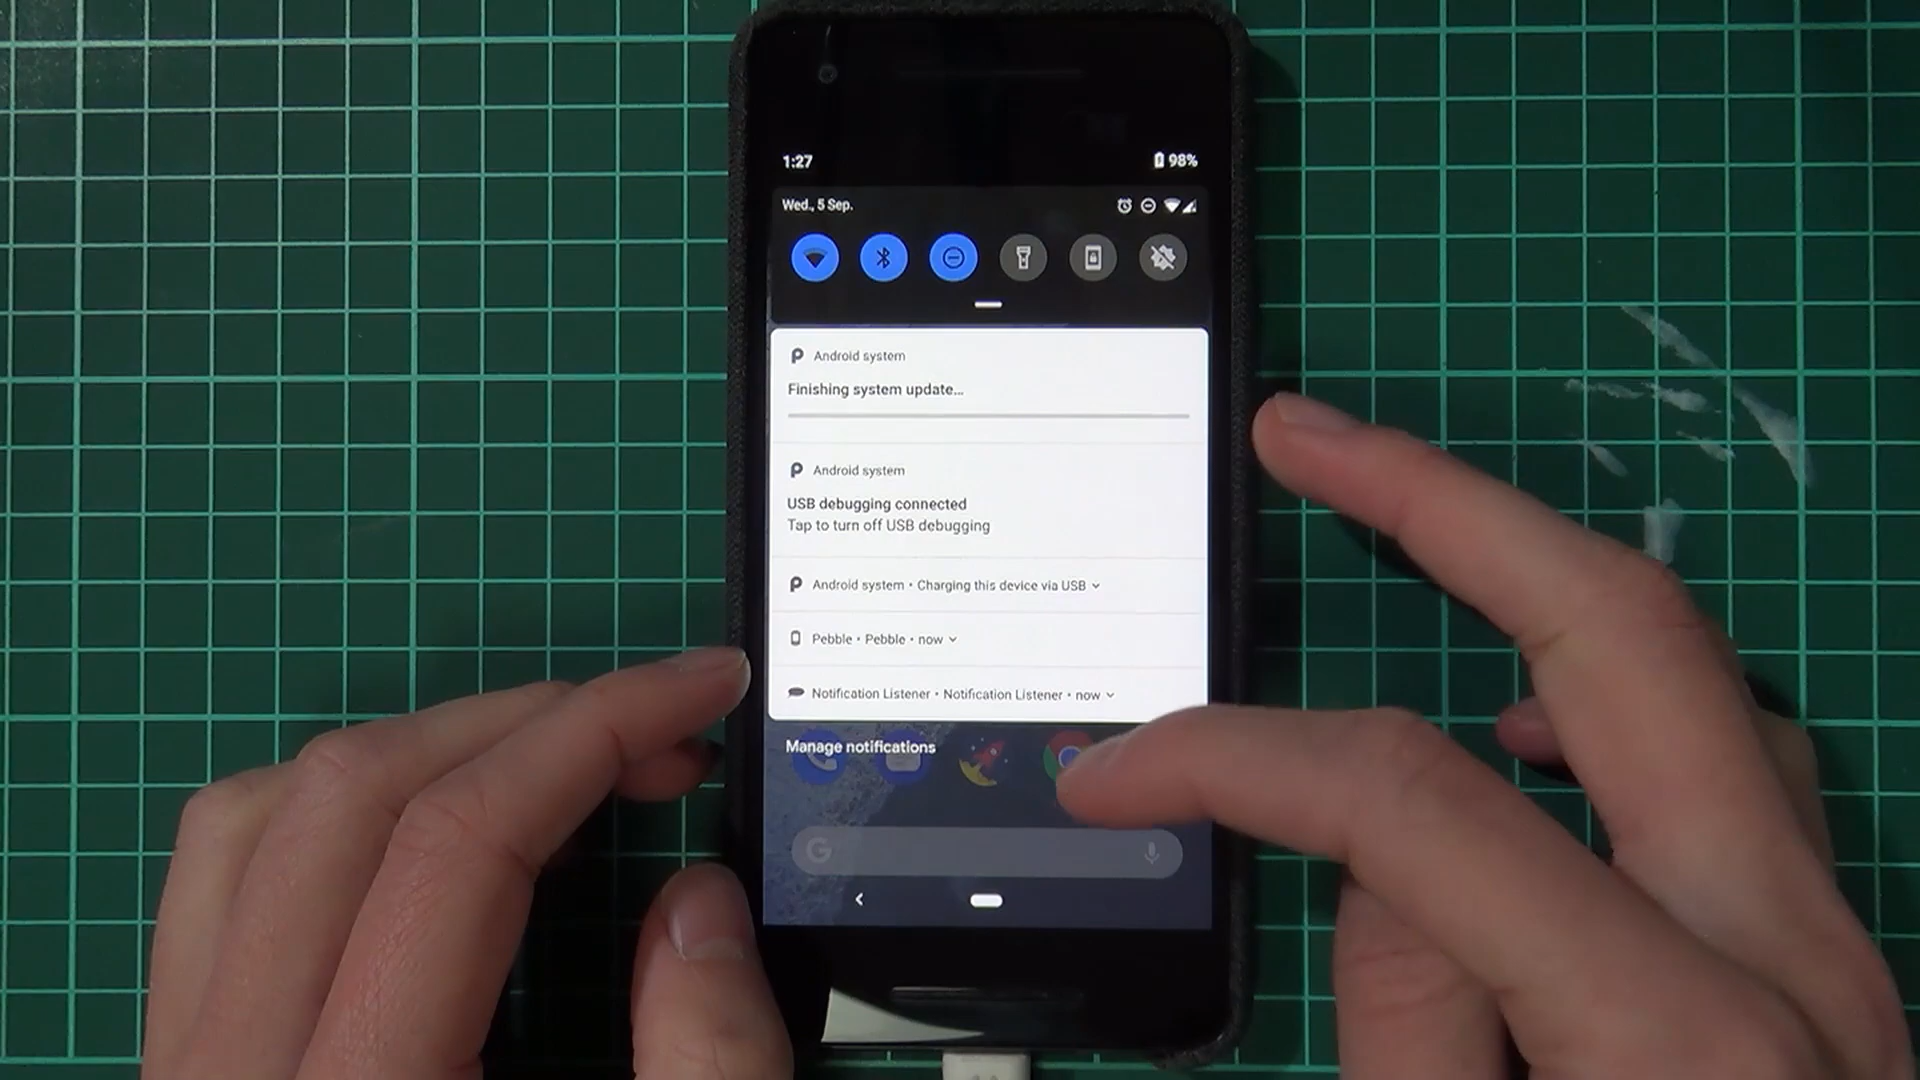 1:27
98%
Wed., 5 Sep.
Android system
Finishing system update...
Android system
USB debugging connected
Tap to turn off USB debugging
Android system • Charging this device via USB
Pebble • Pebble • now
Notification Listener • Notification Listener • now
Manage notifications
G